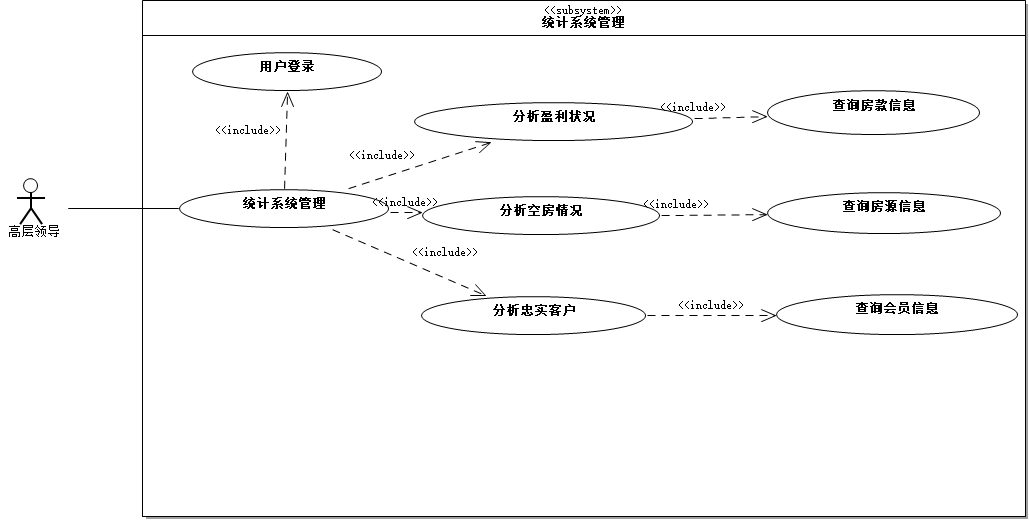 <<subsystem>>
统计系统管理
用户登录
<<include>>
分析盈利状况
<<include>>
查询房款信息
<<include>>
统计系统管理
<<include>>
分析空房情况
<<include>>
查询房源信息
高层领导
<<include>>
分析忠实客户
<<include>>
查询会员信息